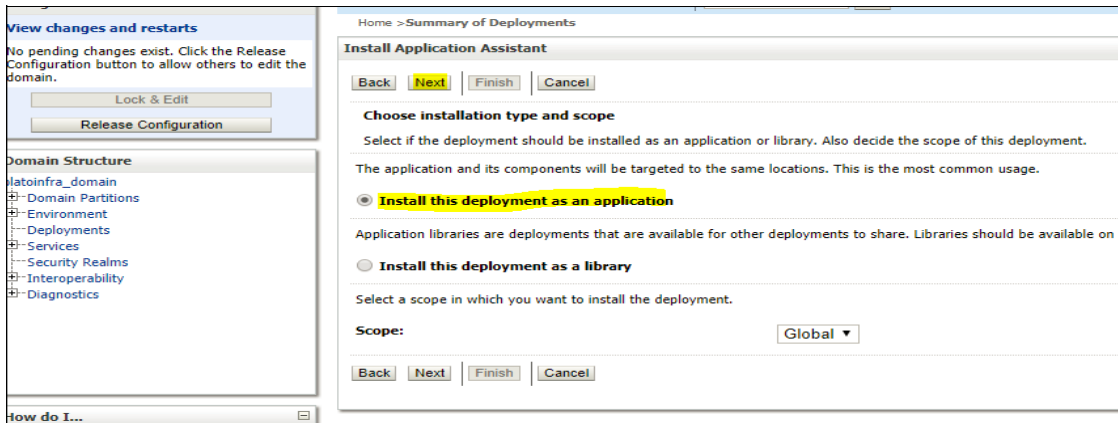 View changes and restarts
No pending changes exist. Click the Release
Configuration button to allow others to edit the
domain.
Lock & Edit
Release Configuration
Domain Structure
platoinfra_domain
Domain Partitions
Environment
Deployments
Services
Security Realms
Interoperability
Diagnostics
How do I...
Home >Summary of Deployments
Install Application Assistant
Back Next Finish Cancel
Choose installation type and scope
Select if the deployment should be installed as an application or library. Also decide the scope of this deployment.
The application and its components will be targeted to the same locations. This is the most common usage.
Install this deployment as an application
Application libraries are deployments that are available for other deployments to share. Libraries should be available on
Install this deployment as a library
Select a scope in which you want to install the deployment.
Scope: Global
Back Next Finish Cancel